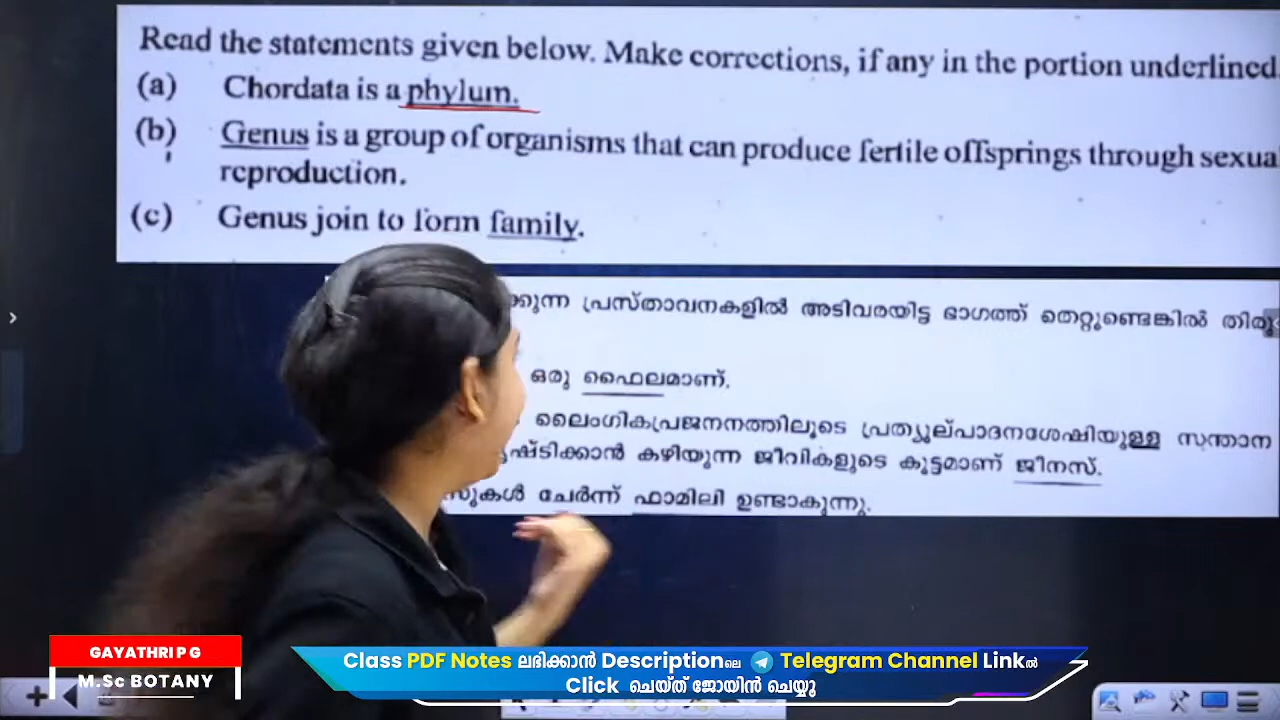 Read the statements given below. Make corrections, if any in the portion underlined.
(a) Chordata is a phylum.
(b) Genus is a group of organisms that can produce fertile offsprings through sexual
reproduction.
(c) Genus join to form family.
പ്രസ്താവനകളിൽ അടിവരയിട്ട ഭാഗത്ത് തെറ്റുണ്ടെങ്കിൽ
ഒരു ഫൈലമാണ്.
ലൈംഗികപ്രജനനത്തിലൂടെ പ്രത്യുല്പാദനശേഷിയുള്ള സന്താന
കഴിയുന്ന ജീവികളുടെ കൂട്ടമാണ് ജീനസ്.
ചേർന്ന് ഫാമിലി ഉണ്ടാകുന്നു.
GAYATHRI P G
M.Sc BOTANY
Class PDF Notes ലഭിക്കാൻ Descriptionലെ Telegram Channel Linkൽ
Click ചെയ്ത് ജോയിൻ ചെയ്യൂ